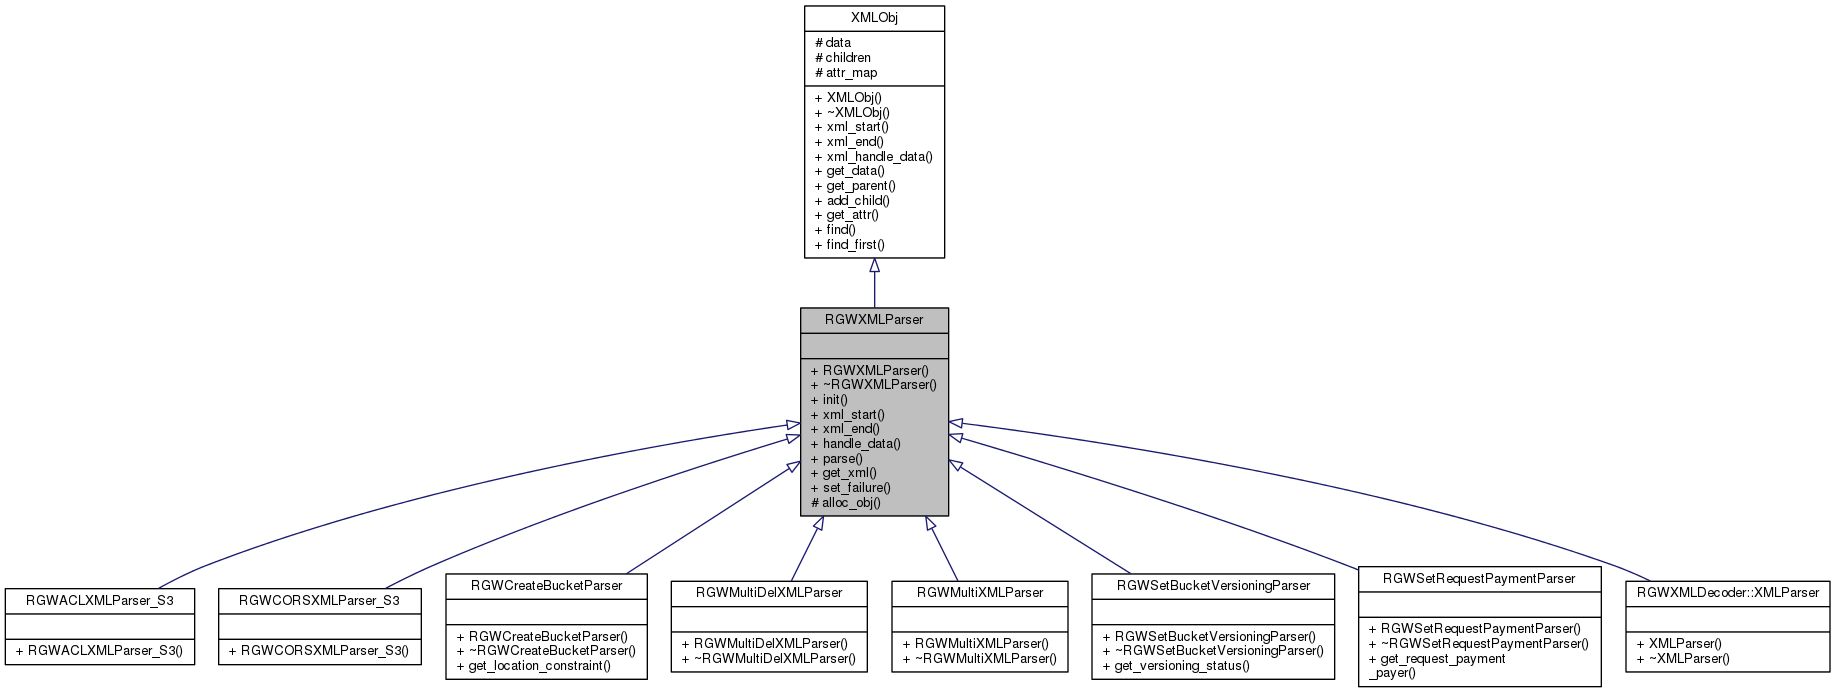 XMLObj
# data
# children
# attr_map
+ XMLObj()
+ ~XMLObj()
+ xml_start()
+ xml_end()
+ xml_handle_data()
+ get_data()
+ get_parent()
+ add_child()
+ get_attr()
+ find()
+ find_first()
RGWXMLParser
+ RGWXMLParser()
+ ~RGWXMLParser()
+ init()
+ xml_start()
+ xml_end()
+ handle_data()
+ parse()
+ get_xml()
+ set_failure()
# alloc_obj()
RGWACLXMLParser_S3
+ RGWACLXMLParser_S3()
RGWCORSXMLParser_S3
+ RGWCORSXMLParser_S3()
RGWCreateBucketParser
+ RGWCreateBucketParser()
+ ~RGWCreateBucketParser()
+ get_location_constraint()
RGWMultiDelXMLParser
+ RGWMultiDelXMLParser()
+ ~RGWMultiDelXMLParser()
RGWMultiXMLParser
+ RGWMultiXMLParser()
+ ~RGWMultiXMLParser()
RGWSetBucketVersioningParser
+ RGWSetBucketVersioningParser()
+ ~RGWSetBucketVersioningParser()
+ get_versioning_status()
RGWSetRequestPaymentParser
+ RGWSetRequestPaymentParser()
+ ~RGWSetRequestPaymentParser()
+ get_request_payment
_payer()
RGWXMLDecoder::XMLParser
+ XMLParser()
+ ~XMLParser()